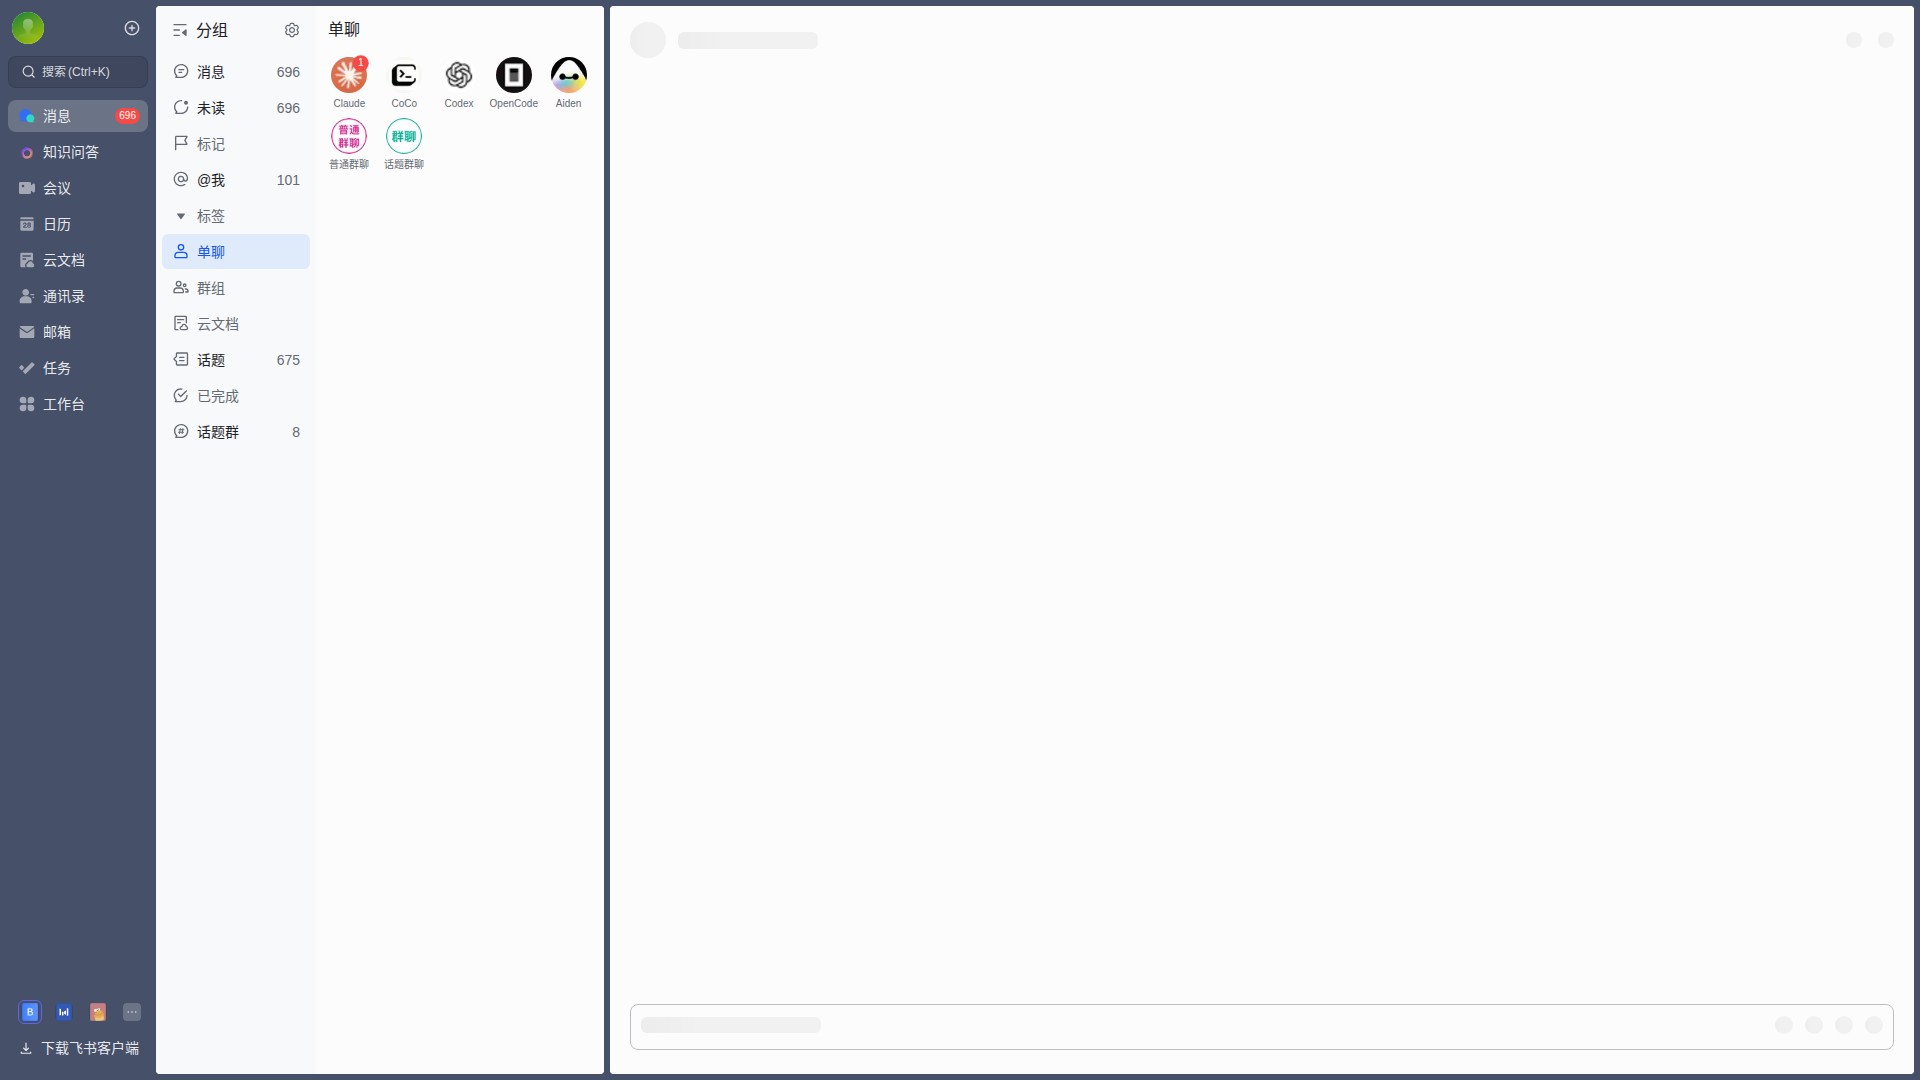 搜索 (Ctrl+K)
消息 696
知识问答
会议
日历
云文档
通讯录
邮箱
任务
工作台
B
下载飞书客户端
分组
消息 696
未读 696
标记
@我 101
标签
单聊
群组
云文档
话题 675
已完成
话题群 8
单聊
1
Claude CoCo Codex OpenCode Aiden
普通
群聊
群聊
普通群聊 话题群聊